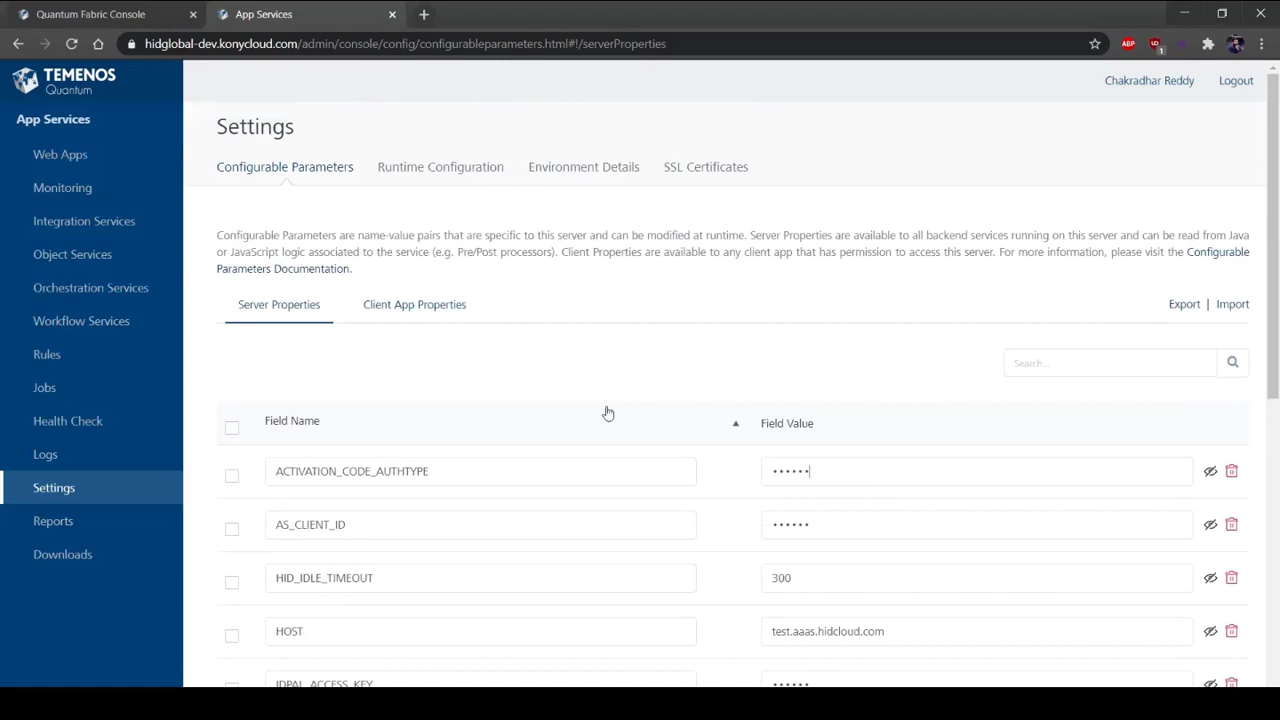 Quantum Fabric Console
App Services
hidglobal-dev.konycloud.com/admin/console/config/configurableparameters.html#!/serverProperties
ABP
1
TEMENOS
Quantum
Chakradhar Reddy
Logout
App Services
Web Apps
Monitoring
Integration Services
Object Services
Orchestration Services
Workflow Services
Rules
Jobs
Health Check
Logs
Settings
Reports
Downloads
Settings
Configurable Parameters
Runtime Configuration
Environment Details
SSL Certificates
Configurable Parameters are name-value pairs that are specific to this server and can be modified at runtime. Server Properties are available to all backend services running on this server and can be read from Java
or JavaScript logic associated to the service (e.g. Pre/Post processors). Client Properties are available to any client app that has permission to access this server. For more information, please visit the Configurable
Parameters Documentation.
Server Properties
Client App Properties
Export | Import
Search...
Field Name
Field Value
ACTIVATION_CODE_AUTHTYPE
••••••
AS_CLIENT_ID
••••••
HID_IDLE_TIMEOUT
300
HOST
test.aaas.hidcloud.com
IDPAL_ACCESS_KEY
••••••